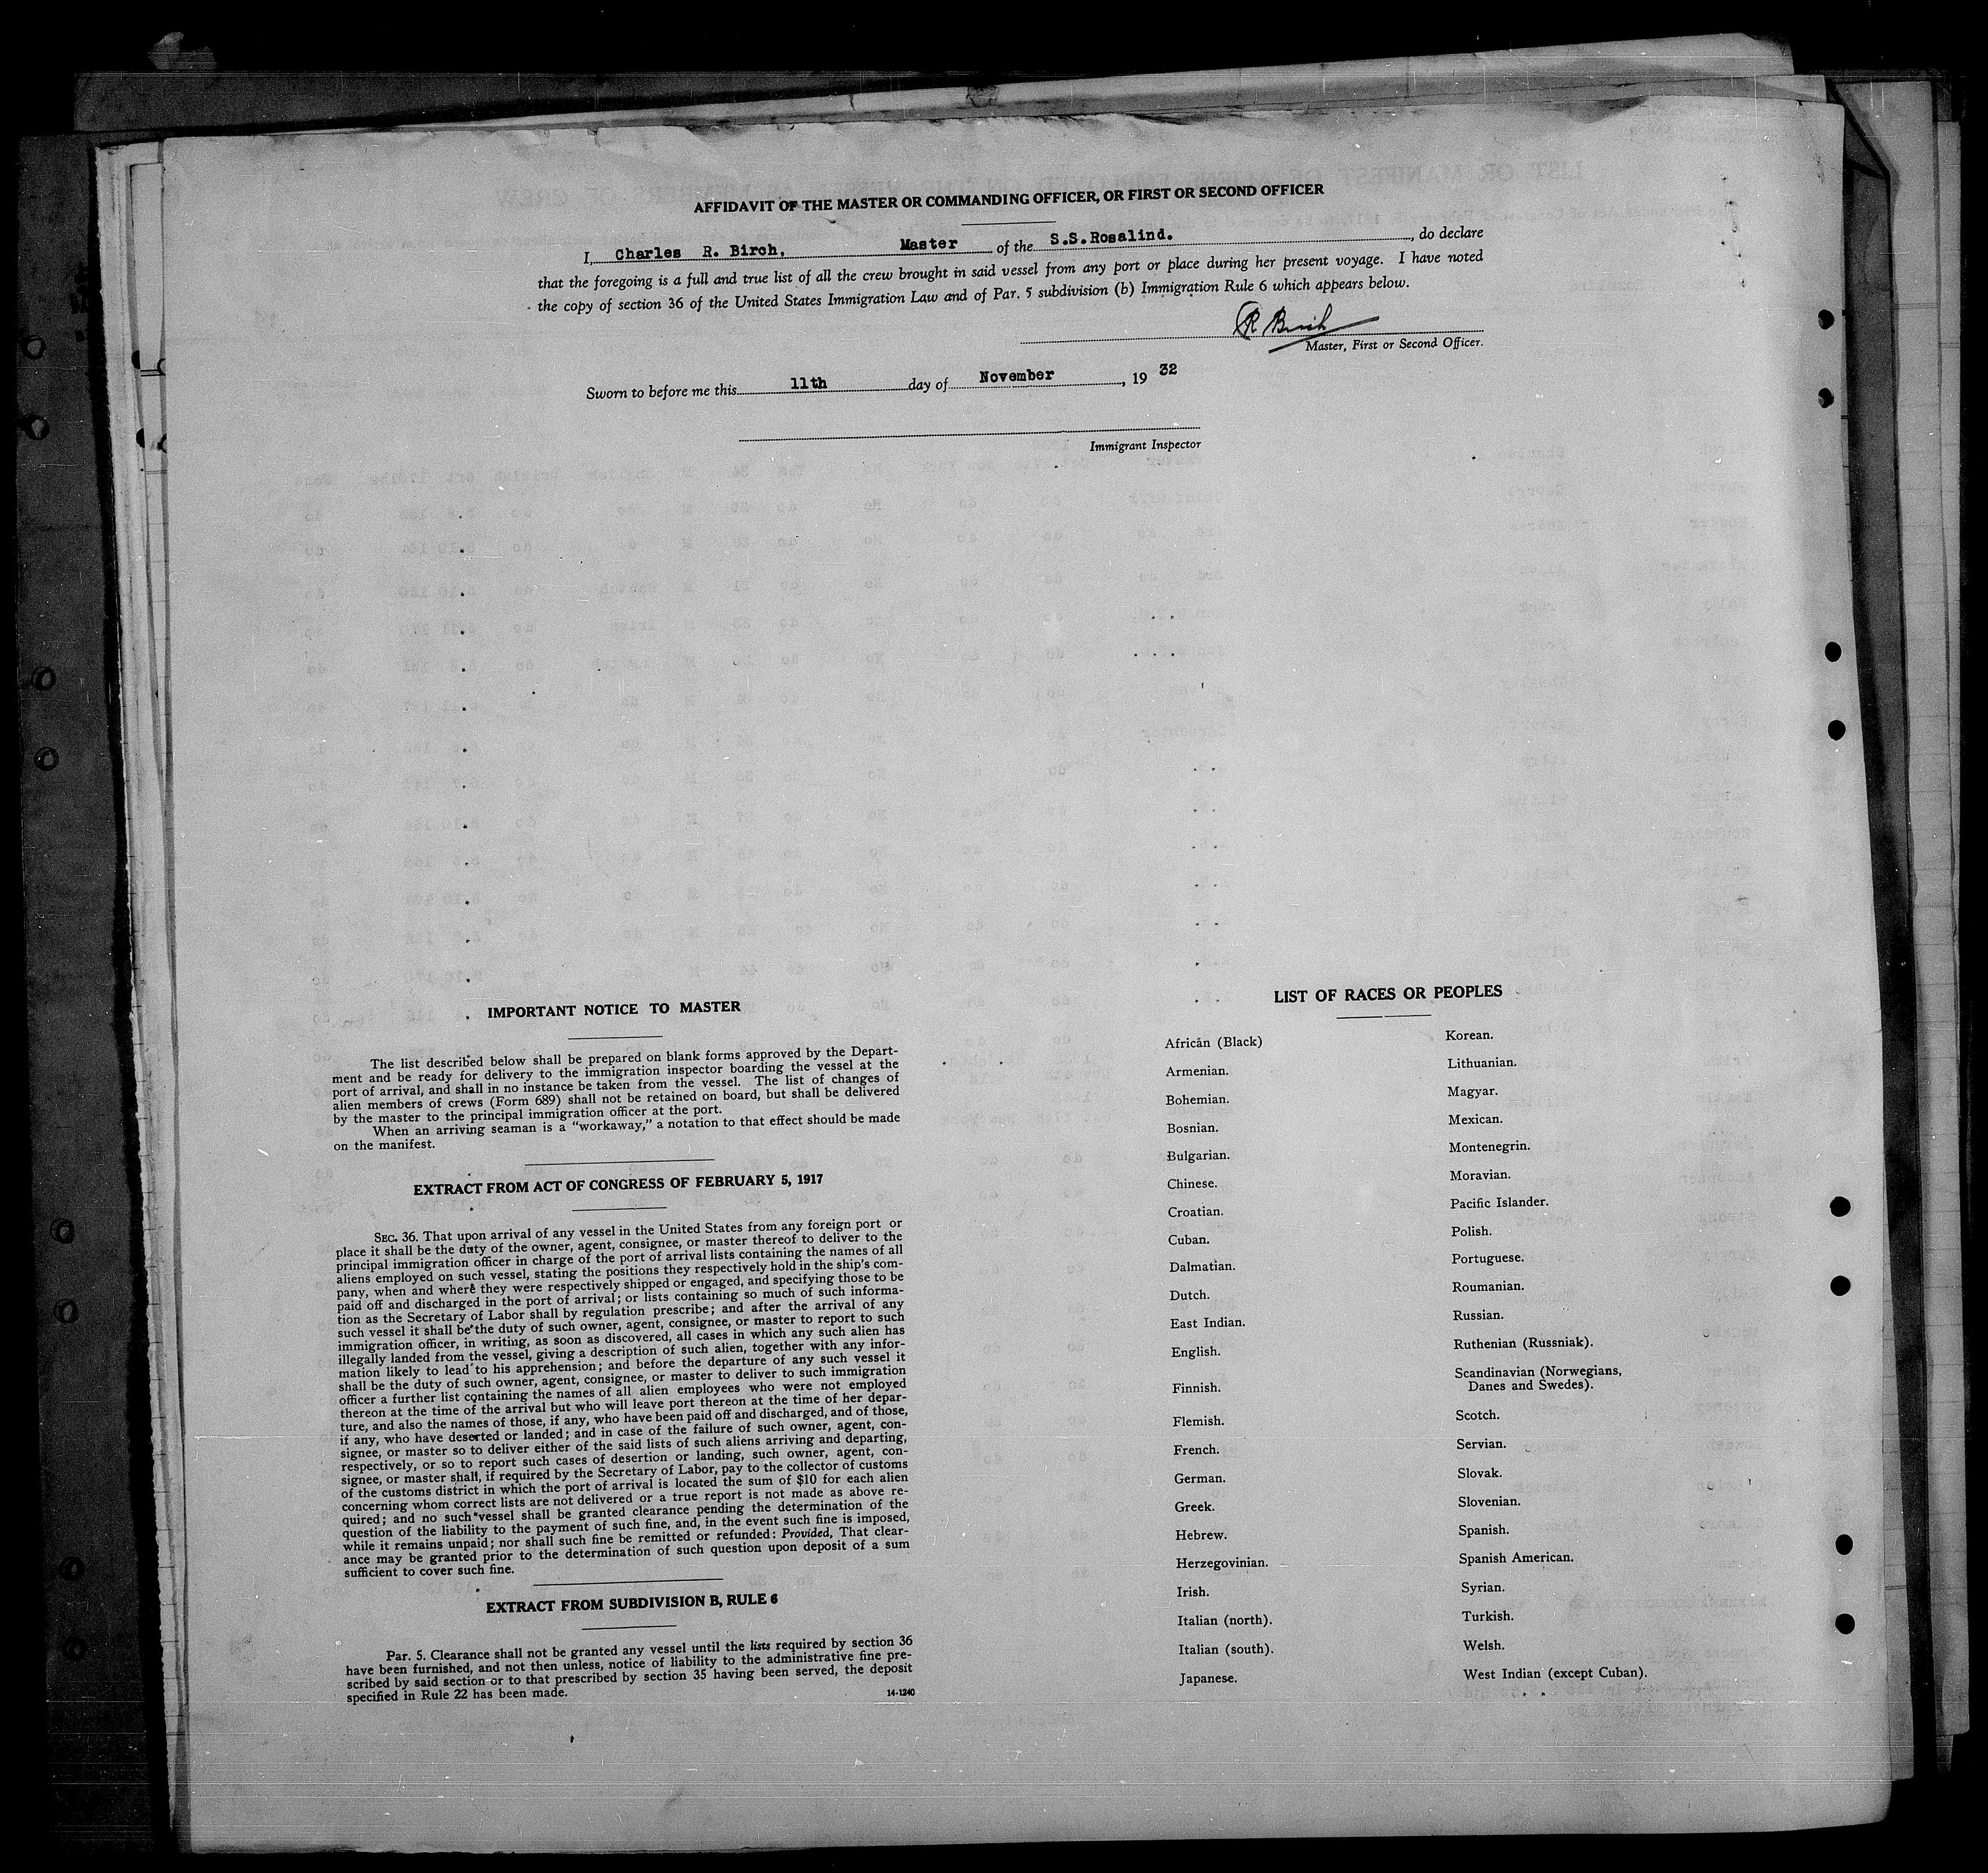 AFFIDAVIT OF THE MASTER OR COMMANDING OFFICER, OR FIRST OR SECOND OFFICER
I, Charles R. Birch, Master of the S.S.Rosalind. , do declare
that the foregoing is a full and true list of all the crew brought in said vessel from any port or place during her present voyage. I have noted
the copy of section 36 of the United States Immigration Law and of Par. 5 subdivision (b) Immigration Rule 6 which appears below.
R Birch
Master, First or Second Officer.
Sworn to before me this 11th day of November , 19 32
Immigrant Inspector
IMPORTANT NOTICE TO MASTER
The list described below shall be prepared on blank forms approved by the Depart-
ment and be ready for delivery to the immigration inspector boarding the vessel at the
port of arrival, and shall in no instance be taken from the vessel. The list of changes of
alien members of crews (Form 689) shall not be retained on board, but shall be delivered
by the master to the principal immigration officer at the port.
When an arriving seaman is a "workaway," a notation to that effect should be made
on the manifest.
EXTRACT FROM ACT OF CONGRESS OF FEBRUARY 5, 1917
SEC. 36. That upon arrival of any vessel in the United States from any foreign port or
place it shall be the duty of the owner, agent, consignee, or master thereof to deliver to the
principal immigration officer in charge of the port of arrival lists containing the names of all
aliens employed on such vessel, stating the positions they respectively hold in the ship's com-
pany, when and where they were respectively shipped or engaged, and specifying those to be
paid off and discharged in the port of arrival; or lists containing so much of such informa-
tion as the Secretary of Labor shall by regulation prescribe; and after the arrival of any
such vessel it shall be the duty of such owner, agent, consignee, or master to report to such
immigration officer, in writing, as soon as discovered, all cases in which any such alien has
illegally landed from the vessel, giving a description of such alien, together with any infor-
mation likely to lead to his apprehension; and before the departure of any such vessel it
shall be the duty of such owner, agent, consignee, or master to deliver to such immigration
officer a further list containing the names of all alien employees who were not employed
thereon at the time of the arrival but who will leave port thereon at the time of her depar-
ture, and also the names of those, if any, who have been paid off and discharged, and of those,
if any, who have deserted or landed; and in case of the failure of such owner, agent, con-
signee, or master so to deliver either of the said lists of such aliens arriving and departing,
respectively, or so to report such cases of desertion or landing, such owner, agent, con-
signee, or master shall, if required by the Secretary of Labor, pay to the collector of customs
of the customs district in which the port of arrival is located the sum of $10 for each alien
concerning whom correct lists are not delivered or a true report is not made as above re-
quired; and no such vessel shall be granted clearance pending the determination of the
question of the liability to the payment of such fine, and, in the event such fine is imposed,
while it remains unpaid; nor shall such fine be remitted or refunded: Provided, That clear-
ance may be granted prior to the determination of such question upon deposit of a sum
sufficient to cover such fine.
EXTRACT FROM SUBDIVISION B, RULE 6
Par. 5. Clearance shall not be granted any vessel until the lists required by section 36
have been furnished, and not then unless, notice of liability to the administrative fine pre-
scribed by said section or to that prescribed by section 35 having been served, the deposit
specified in Rule 22 has been made.
14-1240
LIST OF RACES OR PEOPLES
African (Black)
Armenian.
Bohemian.
Bosnian.
Bulgarian.
Chinese.
Croatian.
Cuban.
Dalmatian.
Dutch.
East Indian.
English.
Finnish.
Flemish.
French.
German.
Greek.
Hebrew.
Herzegovinian.
Irish.
Italian (north).
Italian (south).
Japanese.
Korean.
Lithuanian.
Magyar.
Mexican.
Montenegrin.
Moravian.
Pacific Islander.
Polish.
Portuguese.
Roumanian.
Russian.
Ruthenian (Russniak).
Scandinavian (Norwegians,
Danes and Swedes).
Scotch.
Servian.
Slovak.
Slovenian.
Spanish.
Spanish American.
Syrian.
Turkish.
Welsh.
West Indian (except Cuban).